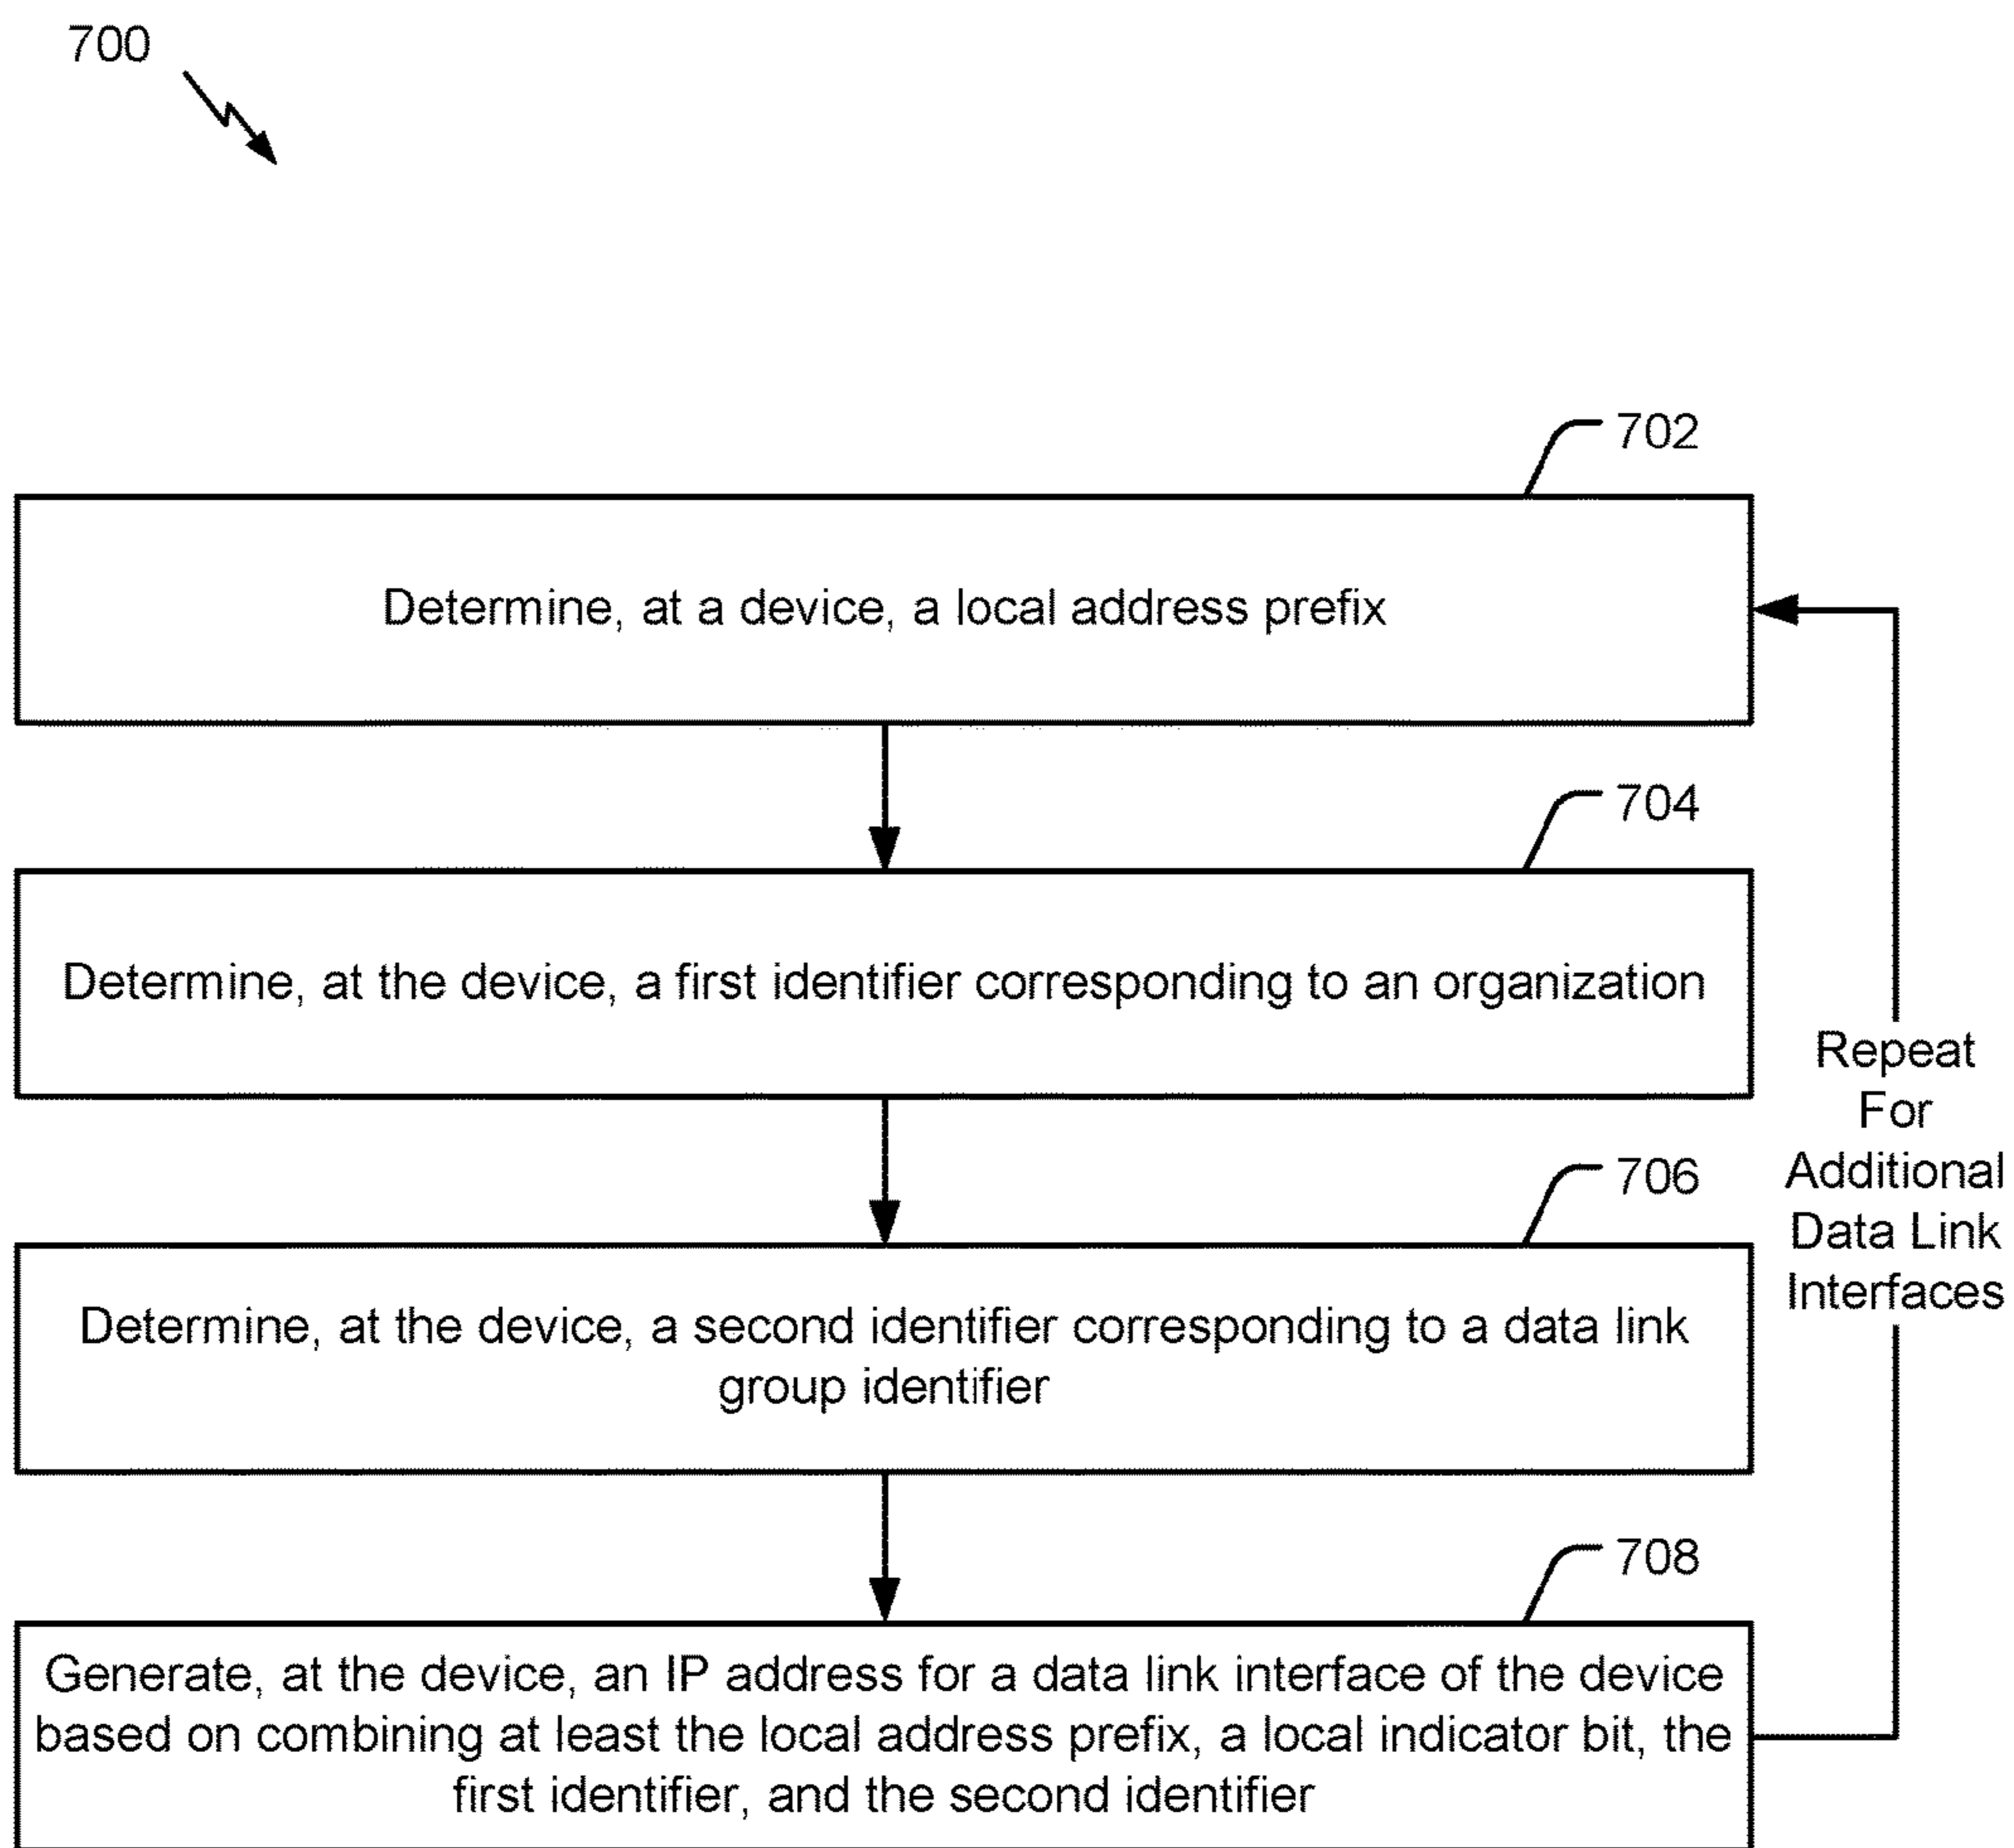 700
702
Determine, at a device, a local address prefix
704
Determine, at the device, a first identifier corresponding to an organization
Repeat
For
Additional
Data Link
Interfaces
706
Determine, at the device, a second identifier corresponding to a data link
group identifier
708
Generate, at the device, an IP address for a data link interface of the device
based on combining at least the local address prefix, a local indicator bit, the
first identifier, and the second identifier